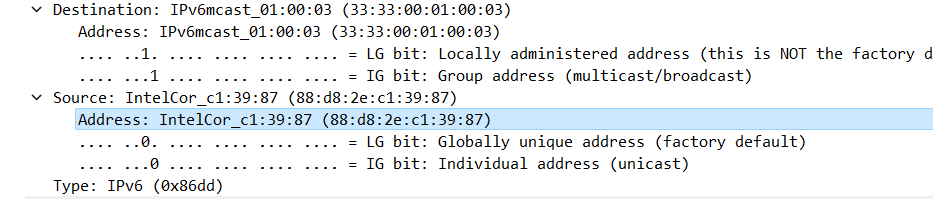 Destination: IPv6mcast_01:00:03 (33:33:00:01:00:03)
Address: IPv6mcast_01:00:03 (33:33:00:01:00:03)
.... ..1. .... .... .... .... = LG bit: Locally administered address (this is NOT the factory d
.... ...1 .... .... .... .... = IG bit: Group address (multicast/broadcast)
Source: IntelCor_c1:39:87 (88:d8:2e:c1:39:87)
Address: IntelCor_c1:39:87 (88:d8:2e:c1:39:87)
.... ..0. .... .... .... .... = LG bit: Globally unique address (factory default)
.... ...0 .... .... .... .... = IG bit: Individual address (unicast)
Type: IPv6 (0x86dd)